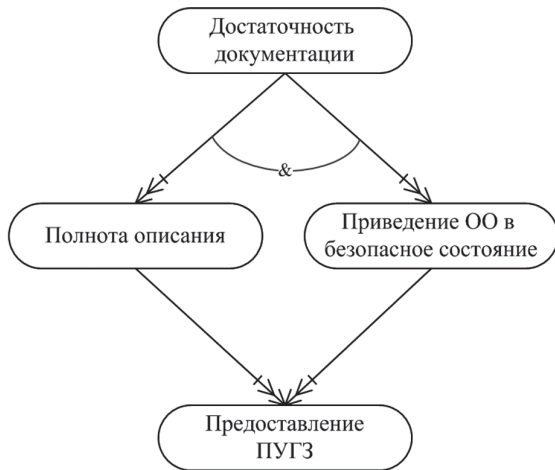 Достаточность
документации
&
Полнота описания
Приведение ОО в
безопасное состояние
Предоставление
ПУГЗ